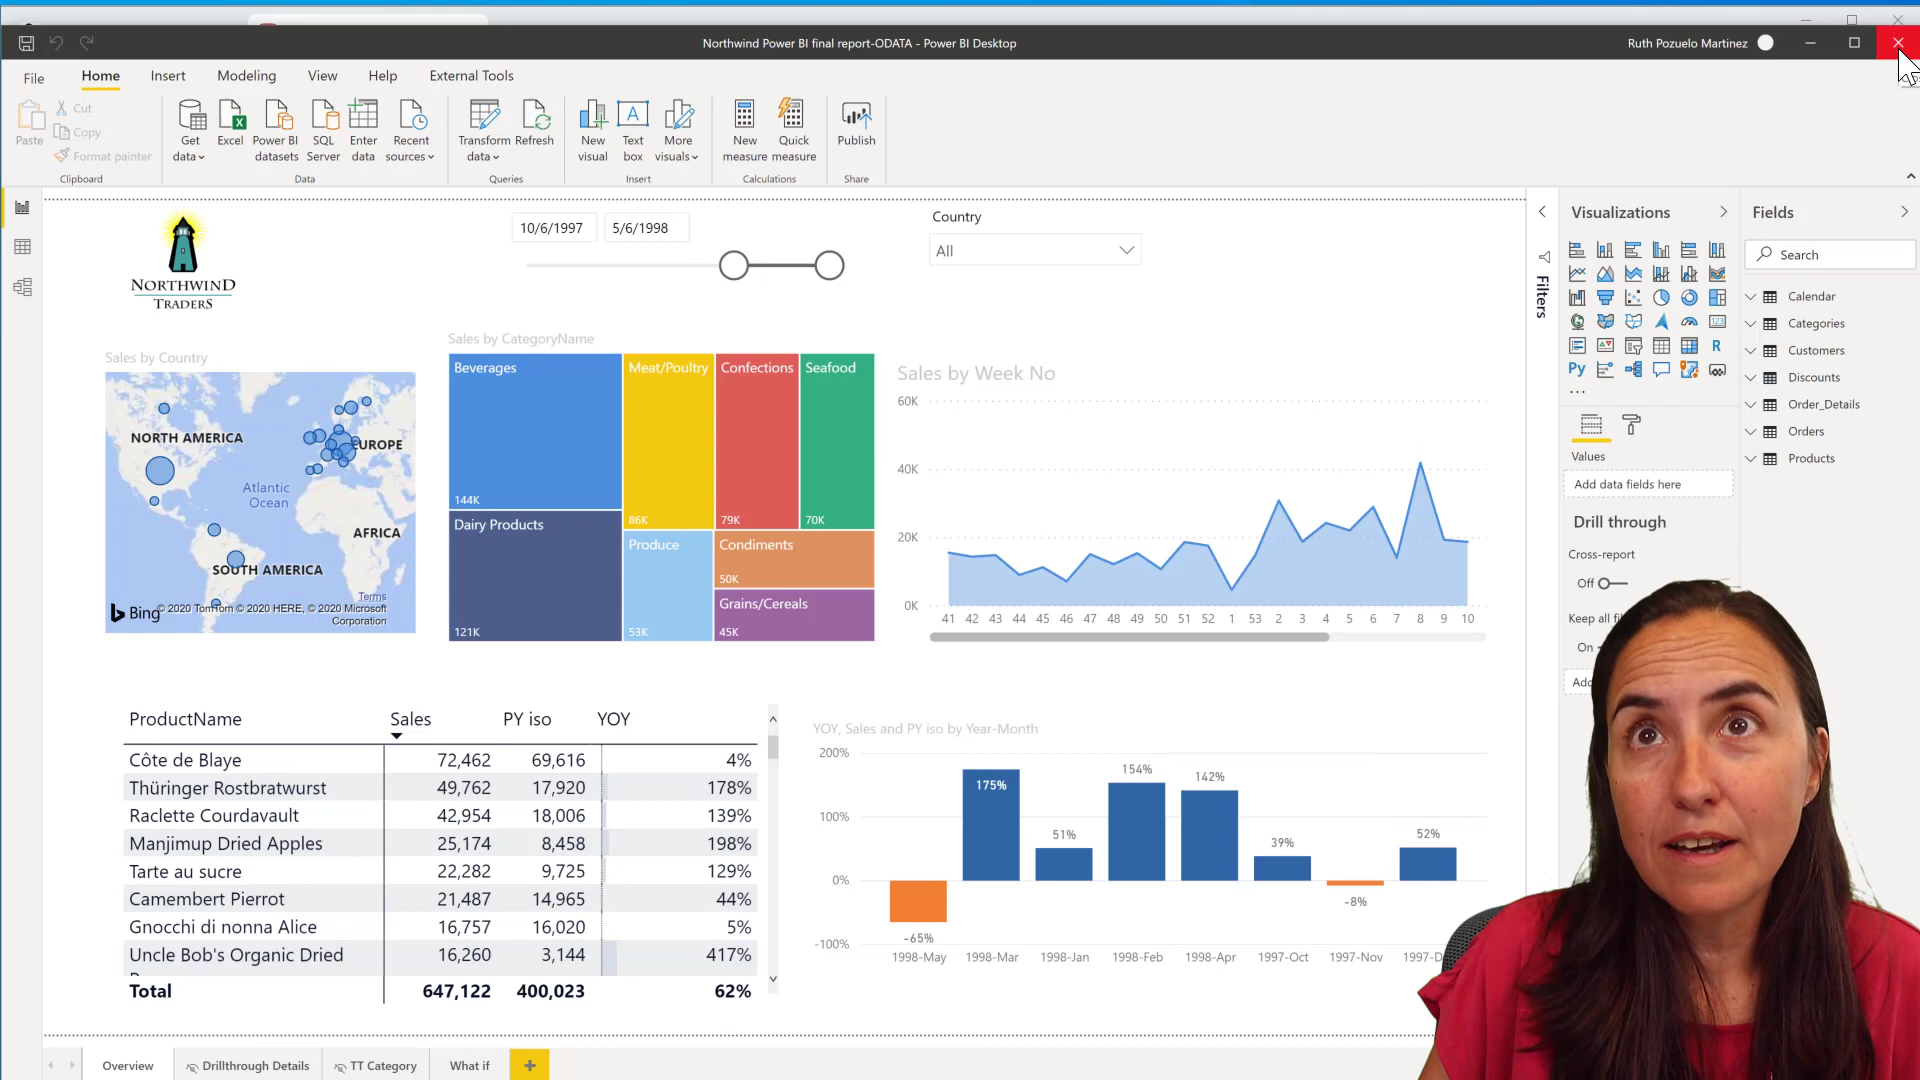 Northwind Power BI final report-ODATA - Power BI Desktop
Ruth Pozuelo Martinez
File
Home
Insert
Modeling
View
Help
External Tools
Paste
Cut
Copy
Format painter
Clipboard
Get data
Excel
Power BI datasets
SQL Server
Enter data
Recent sources
Data
Transform data
Refresh
Queries
New visual
Text box
More visuals
Insert
New measure
Quick measure
Calculations
Publish
Share
NORTHWIND
TRADERS
10/6/1997
5/6/1998
Country
All
Sales by Country
NORTH AMERICA
EUROPE
Atlantic
Ocean
AFRICA
SOUTH AMERICA
Terms
Bing
© 2020 TomTom © 2020 HERE, © 2020 Microsoft
Corporation
Sales by CategoryName
Beverages
144K
Meat/Poultry
86K
Confections
79K
Seafood
70K
Dairy Products
121K
Produce
53K
Condiments
50K
Grains/Cereals
45K
Sales by Week No
60K
40K
20K
0K
41 42 43 44 45 46 47 48 49 50 51 52 1 53 2 3 4 5 6 7 8 9 10
ProductName Sales PY iso YOY
Côte de Blaye 72,462 69,616 4%
Thüringer Rostbratwurst 49,762 17,920 178%
Raclette Courdavault 42,954 18,006 139%
Manjimup Dried Apples 25,174 8,458 198%
Tarte au sucre 22,282 9,725 129%
Camembert Pierrot 21,487 14,965 44%
Gnocchi di nonna Alice 16,757 16,020 5%
Uncle Bob's Organic Dried 16,260 3,144 417%
Total 647,122 400,023 62%
YOY, Sales and PY iso by Year-Month
200%
100%
0%
-100%
-65%
175%
51%
154%
142%
39%
-8%
52%
1998-May 1998-Mar 1998-Jan 1998-Feb 1998-Apr 1997-Oct 1997-Nov 1997-D
Filters
Visualizations
R
Py
123
Values
Add data fields here
Drill through
Cross-report
Off
Keep all fi
On
Add
Fields
Search
Calendar
Categories
Customers
Discounts
Order_Details
Orders
Products
Overview
Drillthrough Details
TT Category
What if
+